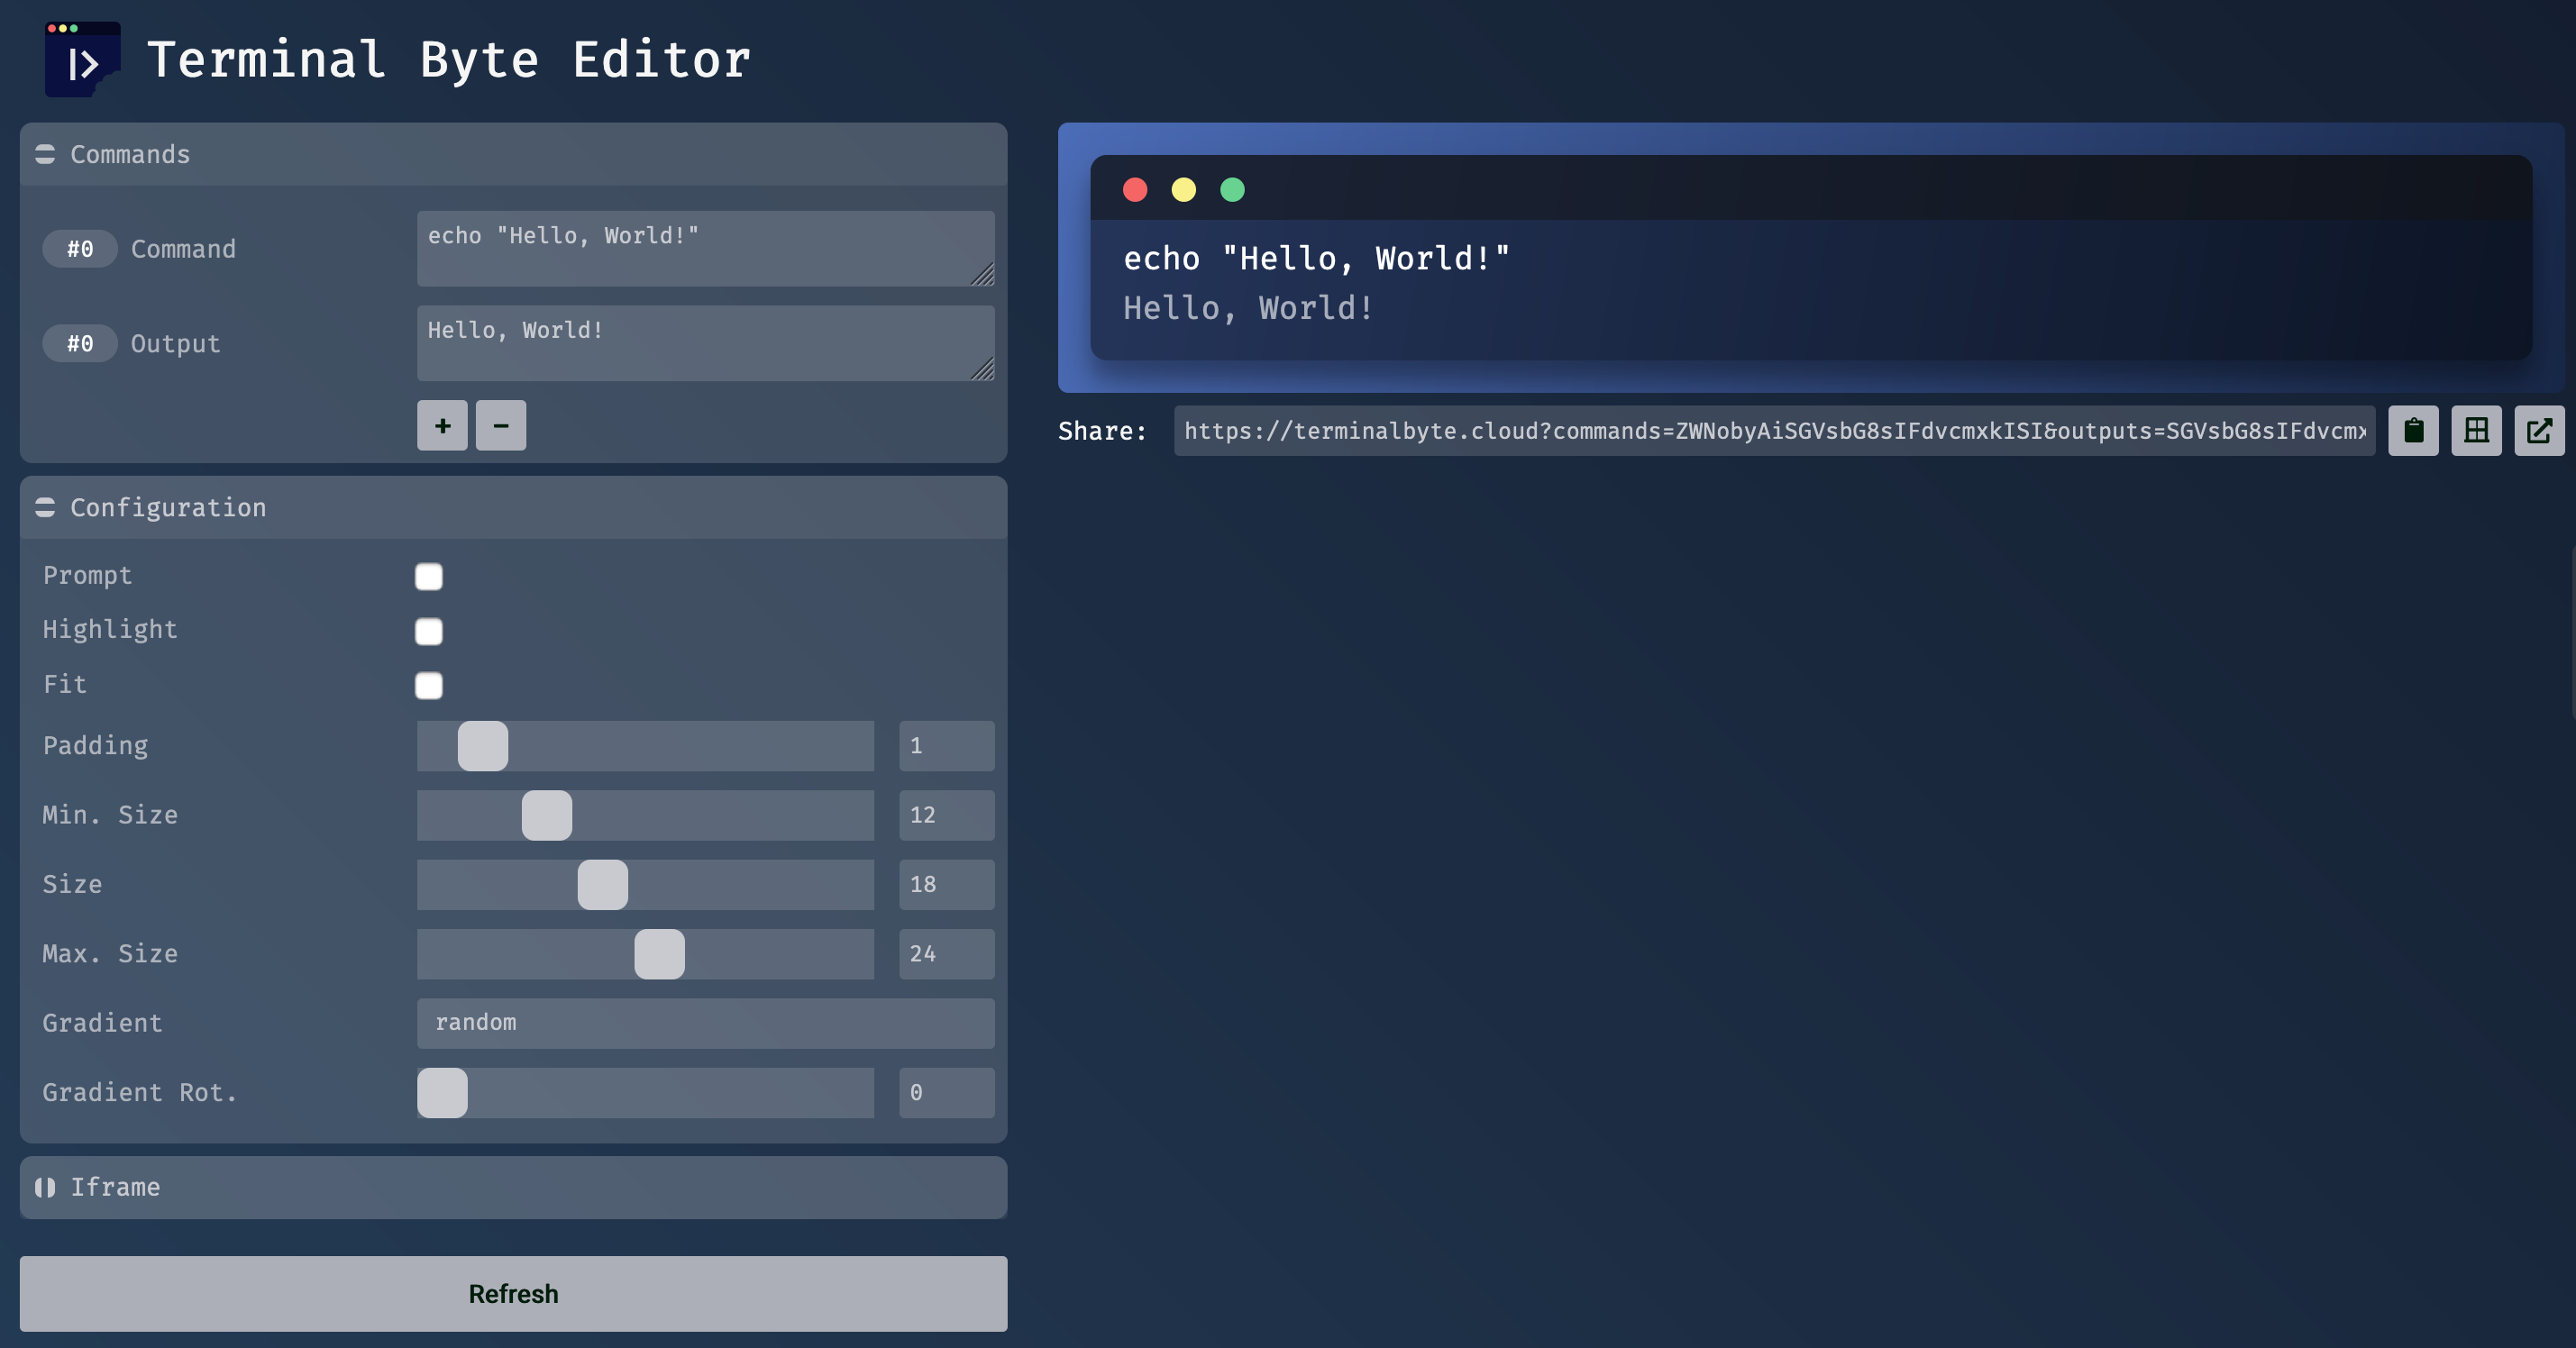 Terminal Byte Editor
Commands
#0 Command
echo "Hello, World!"
#0 Output
Hello, World!
+ −
Configuration
Prompt
Highlight
Fit
Padding 1
Min. Size 12
Size 18
Max. Size 24
Gradient random
Gradient Rot. 0
Iframe
Refresh
echo "Hello, World!"
Hello, World!
Share: https://terminalbyte.cloud?commands=ZWNobyAiSGVsbG8sIFdvcmxkISI&outputs=SGVsbG8sIFdvcmx